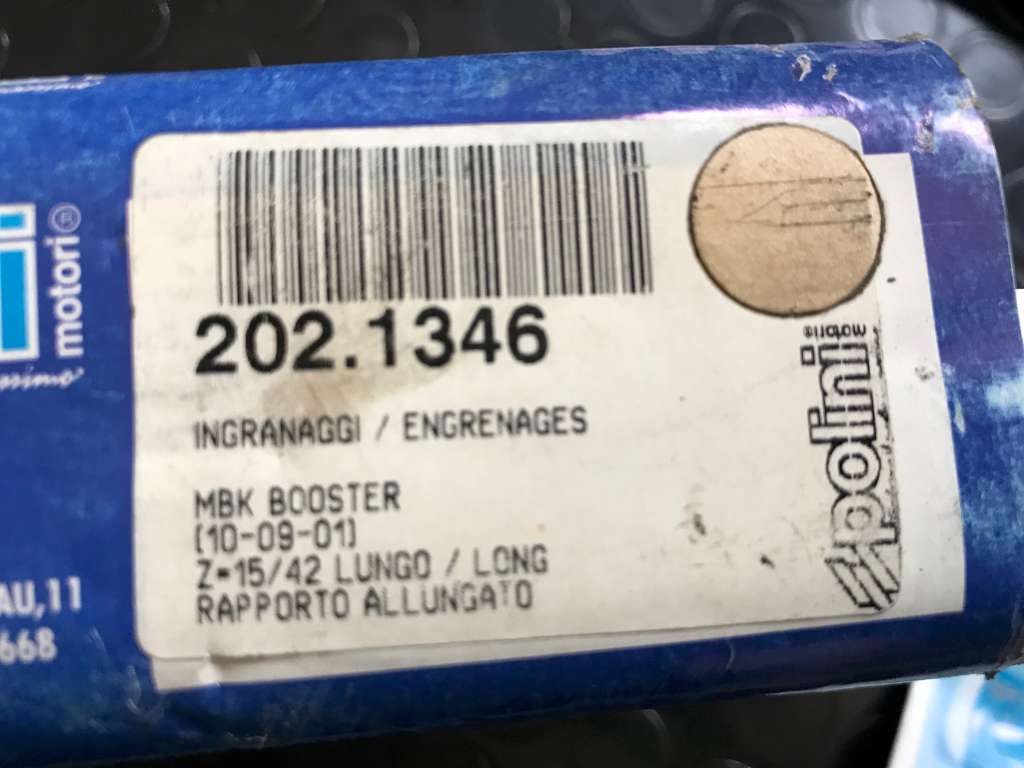 motori®
ssimo
AU,11
668
202.1346
INGRANAGGI / ENGRENAGES
MBK BOOSTER
(10-09-01)
Z=15/42 LUNGO / LONG
RAPPORTO ALLUNGATO
polini
motori®